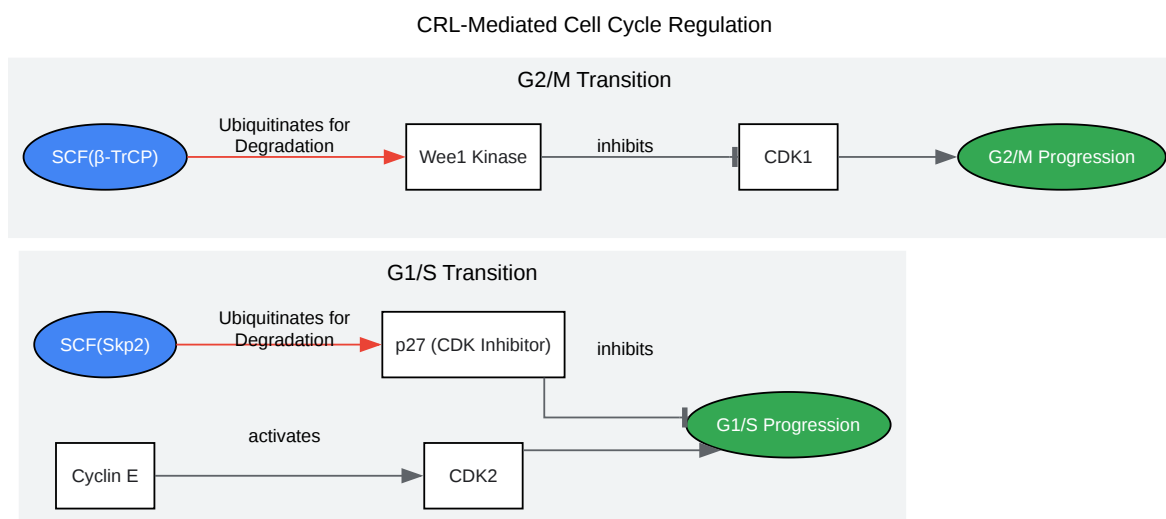 CRL-Mediated Cell Cycle Regulation
G2/M Transition
Ubiquitinates for
Degradation
SCF(β-TrCP)
Wee1 Kinase
inhibits
CDK1
G2/M Progression
G1/S Transition
Ubiquitinates for
Degradation
SCF(Skp2)
p27 (CDK Inhibitor)
inhibits
G1/S Progression
activates
Cyclin E
CDK2